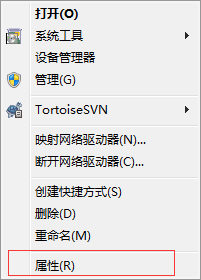 打开(O)
系统工具
设备管理器
管理(G)
TortoiseSVN
映射网络驱动器(N)...
断开网络驱动器(C)...
创建快捷方式(S)
删除(D)
重命名(M)
属性(R)